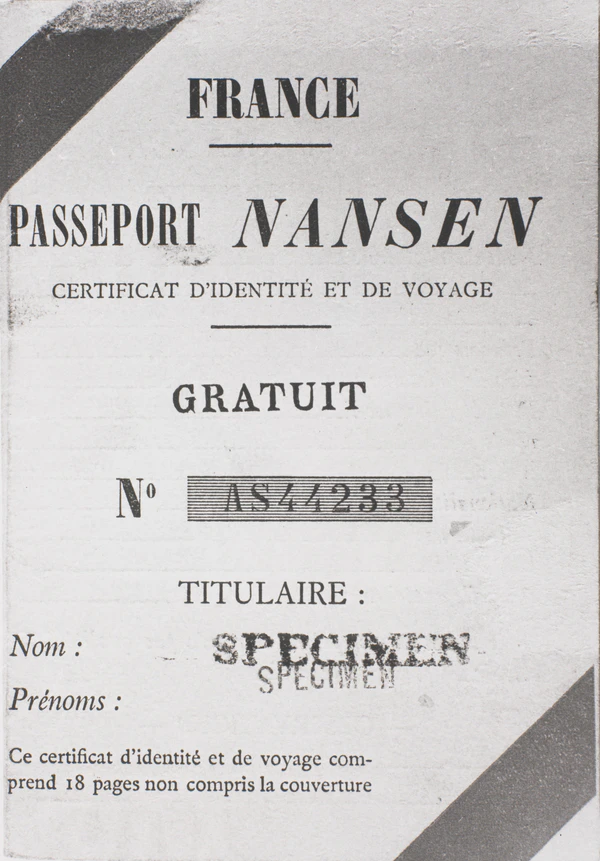 FRANCE
PASSEPORT NANSEN
CERTIFICAT D'IDENTITÉ ET DE VOYAGE
GRATUIT
Nº AS44233
TITULAIRE :
Nom : SPECIMEN
SPECIMEN
Prénoms :
Ce certificat d'identité et de voyage com-
prend 18 pages non compris la couverture